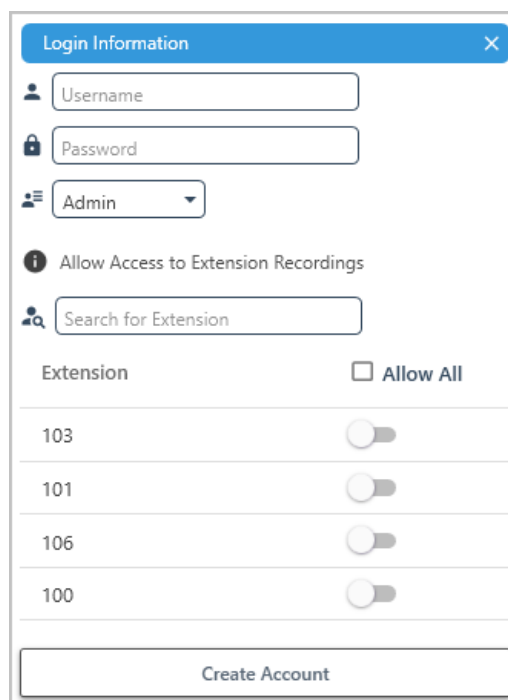 Login Information
Username
Password
Admin
Allow Access to Extension Recordings
Search for Extension
Extension Allow All
103
101
106
100
Create Account